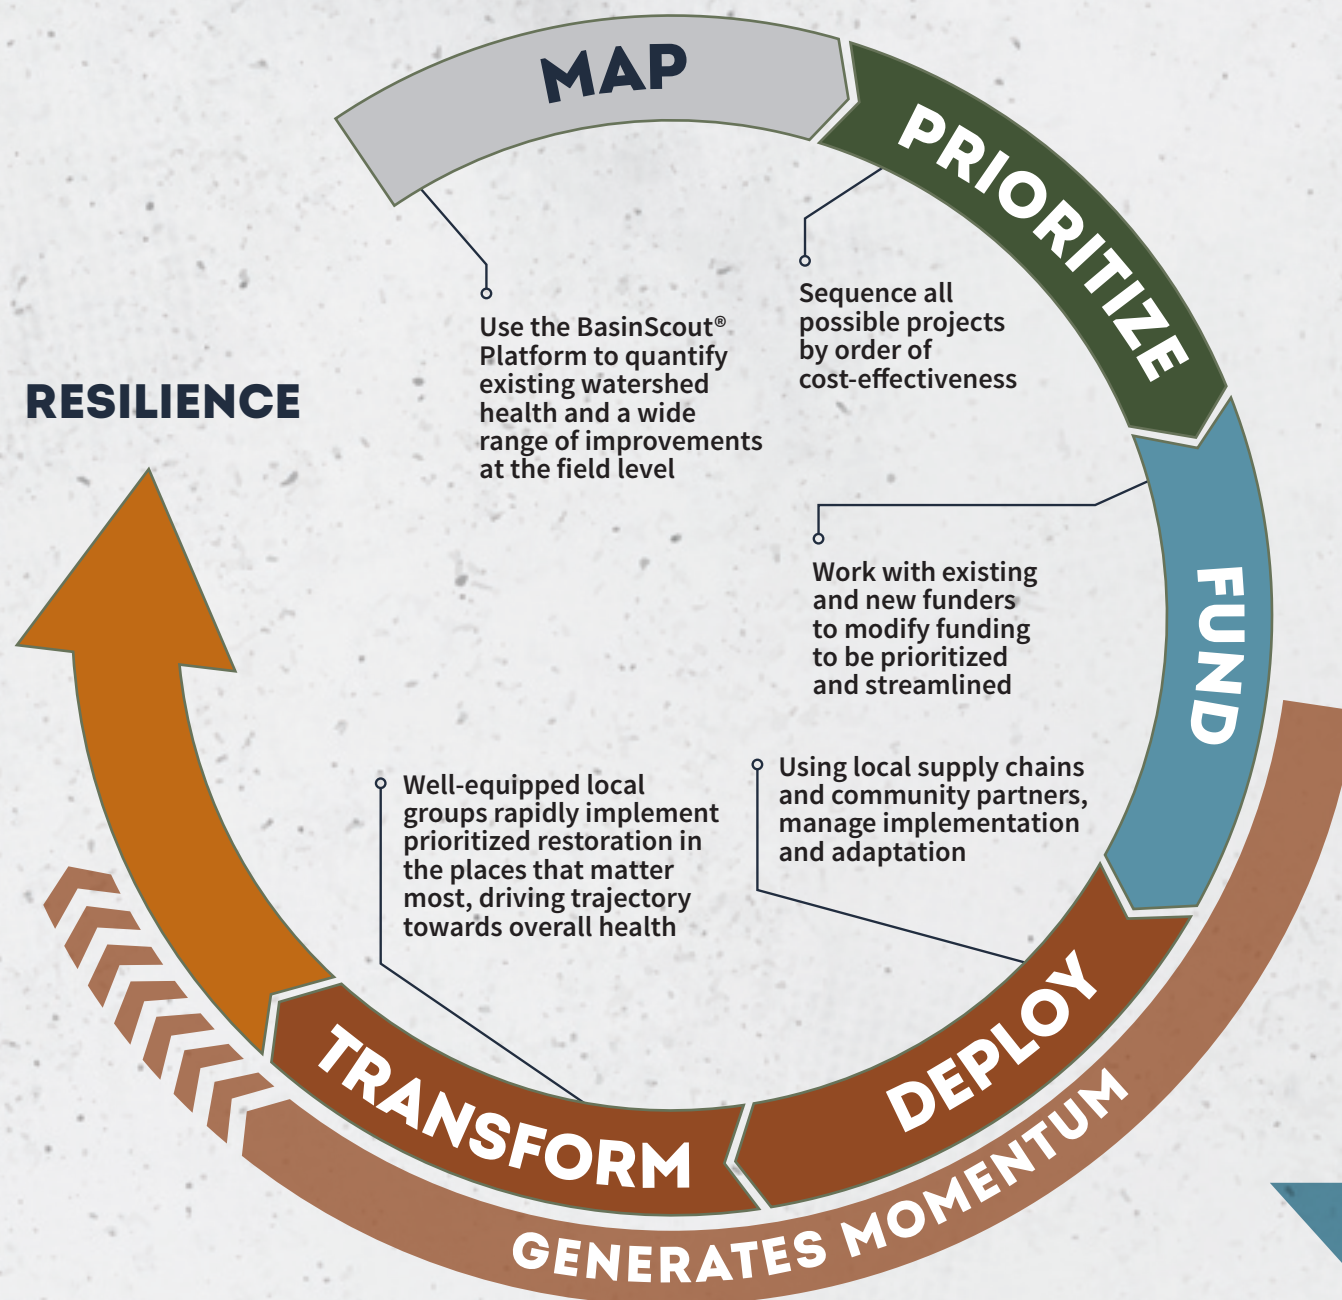 MAP
Use the BasinScout®
Platform to quantify
existing watershed
health and a wide
range of improvements
at the field level
PRIORITIZE
Sequence all
possible projects
by order of
cost-effectiveness
FUND
Work with existing
and new funders
to modify funding
to be prioritized
and streamlined
DEPLOY
Using local supply chains
and community partners,
manage implementation
and adaptation
TRANSFORM
Well-equipped local
groups rapidly implement
prioritized restoration in
the places that matter
most, driving trajectory
towards overall health
GENERATES MOMENTUM
RESILIENCE